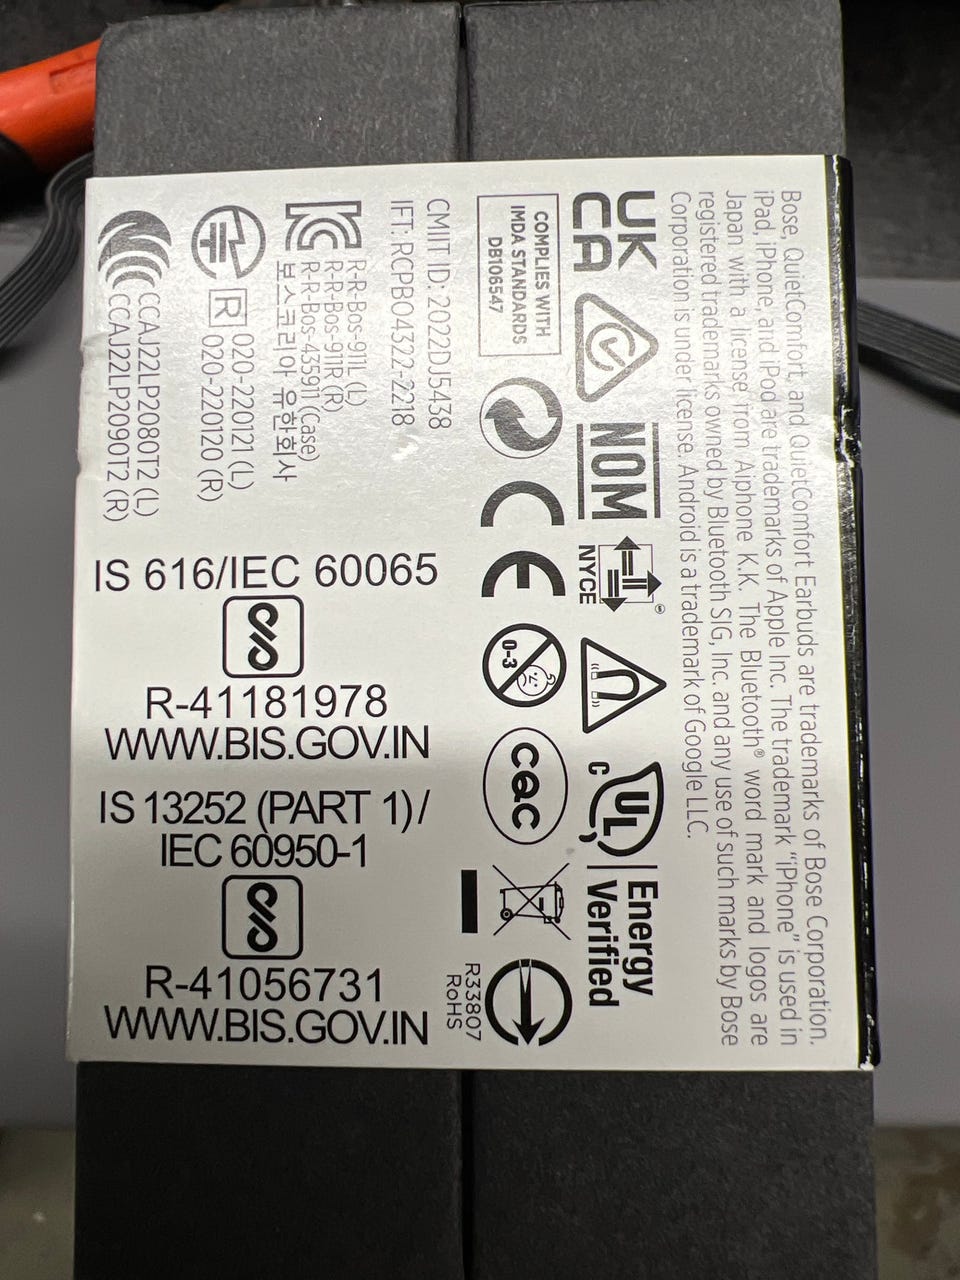 Bose, QuietComfort, and QuietComfort Earbuds are trademarks of Bose Corporation.
iPad, iPhone, and iPod are trademarks of Apple Inc. The trademark “iPhone” is used in
Japan with a license from Aiphone K.K. The Bluetooth® word mark and logos are
registered trademarks owned by Bluetooth SIG, Inc. and any use of such marks by Bose
Corporation is under license. Android is a trademark of Google LLC.
UK
CA
NOM
NYCE
C UL Energy
Verified
COMPLIES WITH
IMDA STANDARDS
DB106547
CE
0-3
CQC
R33807
RoHS
CMIIT ID: 2022DJ5438
IFT: RCPBO4322-2218
R-R-Bos-911L (L)
R-R-Bos-911R (R)
R-R-Bos-435911 (Case)
보스코리아 유한회사
R 020-220121 (L)
020-220120 (R)
CCAJ22LP2080T2 (L)
CCAJ22LP2090T2 (R)
IS 616/IEC 60065
R-41181978
WWW.BIS.GOV.IN
IS 13252 (PART 1)/
IEC 60950-1
R-41056731
WWW.BIS.GOV.IN